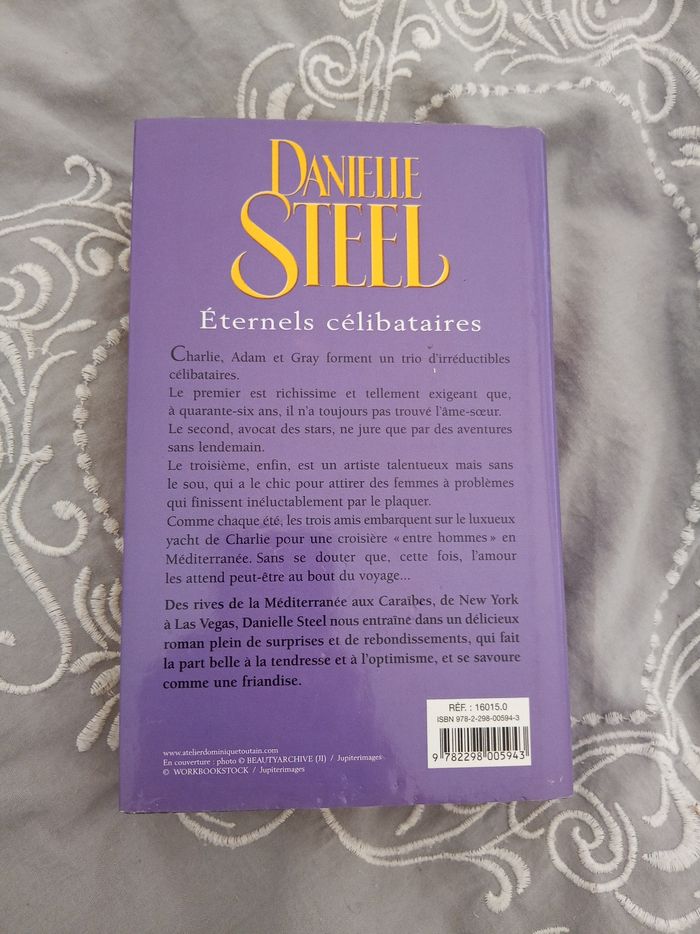 DANIELLE
STEEL
Éternels célibataires
Charlie, Adam et Gray forment un trio d'irréductibles
célibataires.
Le premier est richissime et tellement exigeant que,
à quarante-six ans, il n'a toujours pas trouvé l'âme-sœur.
Le second, avocat des stars, ne jure que par des aventures
sans lendemain.
Le troisième, enfin, est un artiste talentueux mais sans
le sou, qui a le chic pour attirer des femmes à problèmes
qui finissent inéluctablement par le plaquer.
Comme chaque été, les trois amis embarquent sur le luxueux
yacht de Charlie pour une croisière « entre hommes » en
Méditerranée. Sans se douter que, cette fois, l'amour
les attend peut-être au bout du voyage...
Des rives de la Méditerranée aux Caraïbes, de New York
à Las Vegas, Danielle Steel nous entraîne dans un délicieux
roman plein de surprises et de rebondissements, qui fait
la part belle à la tendresse et à l'optimisme, et se savoure
comme une friandise.
RÉF. : 16015.0
ISBN 978-2-298-00594-3
9 782298 005943
www.atelierdominiquetoutain.com
En couverture : photo © BEAUTYARCHIVE (JI) / Jupiterimages
© WORKBOOKSTOCK / Jupiterimages